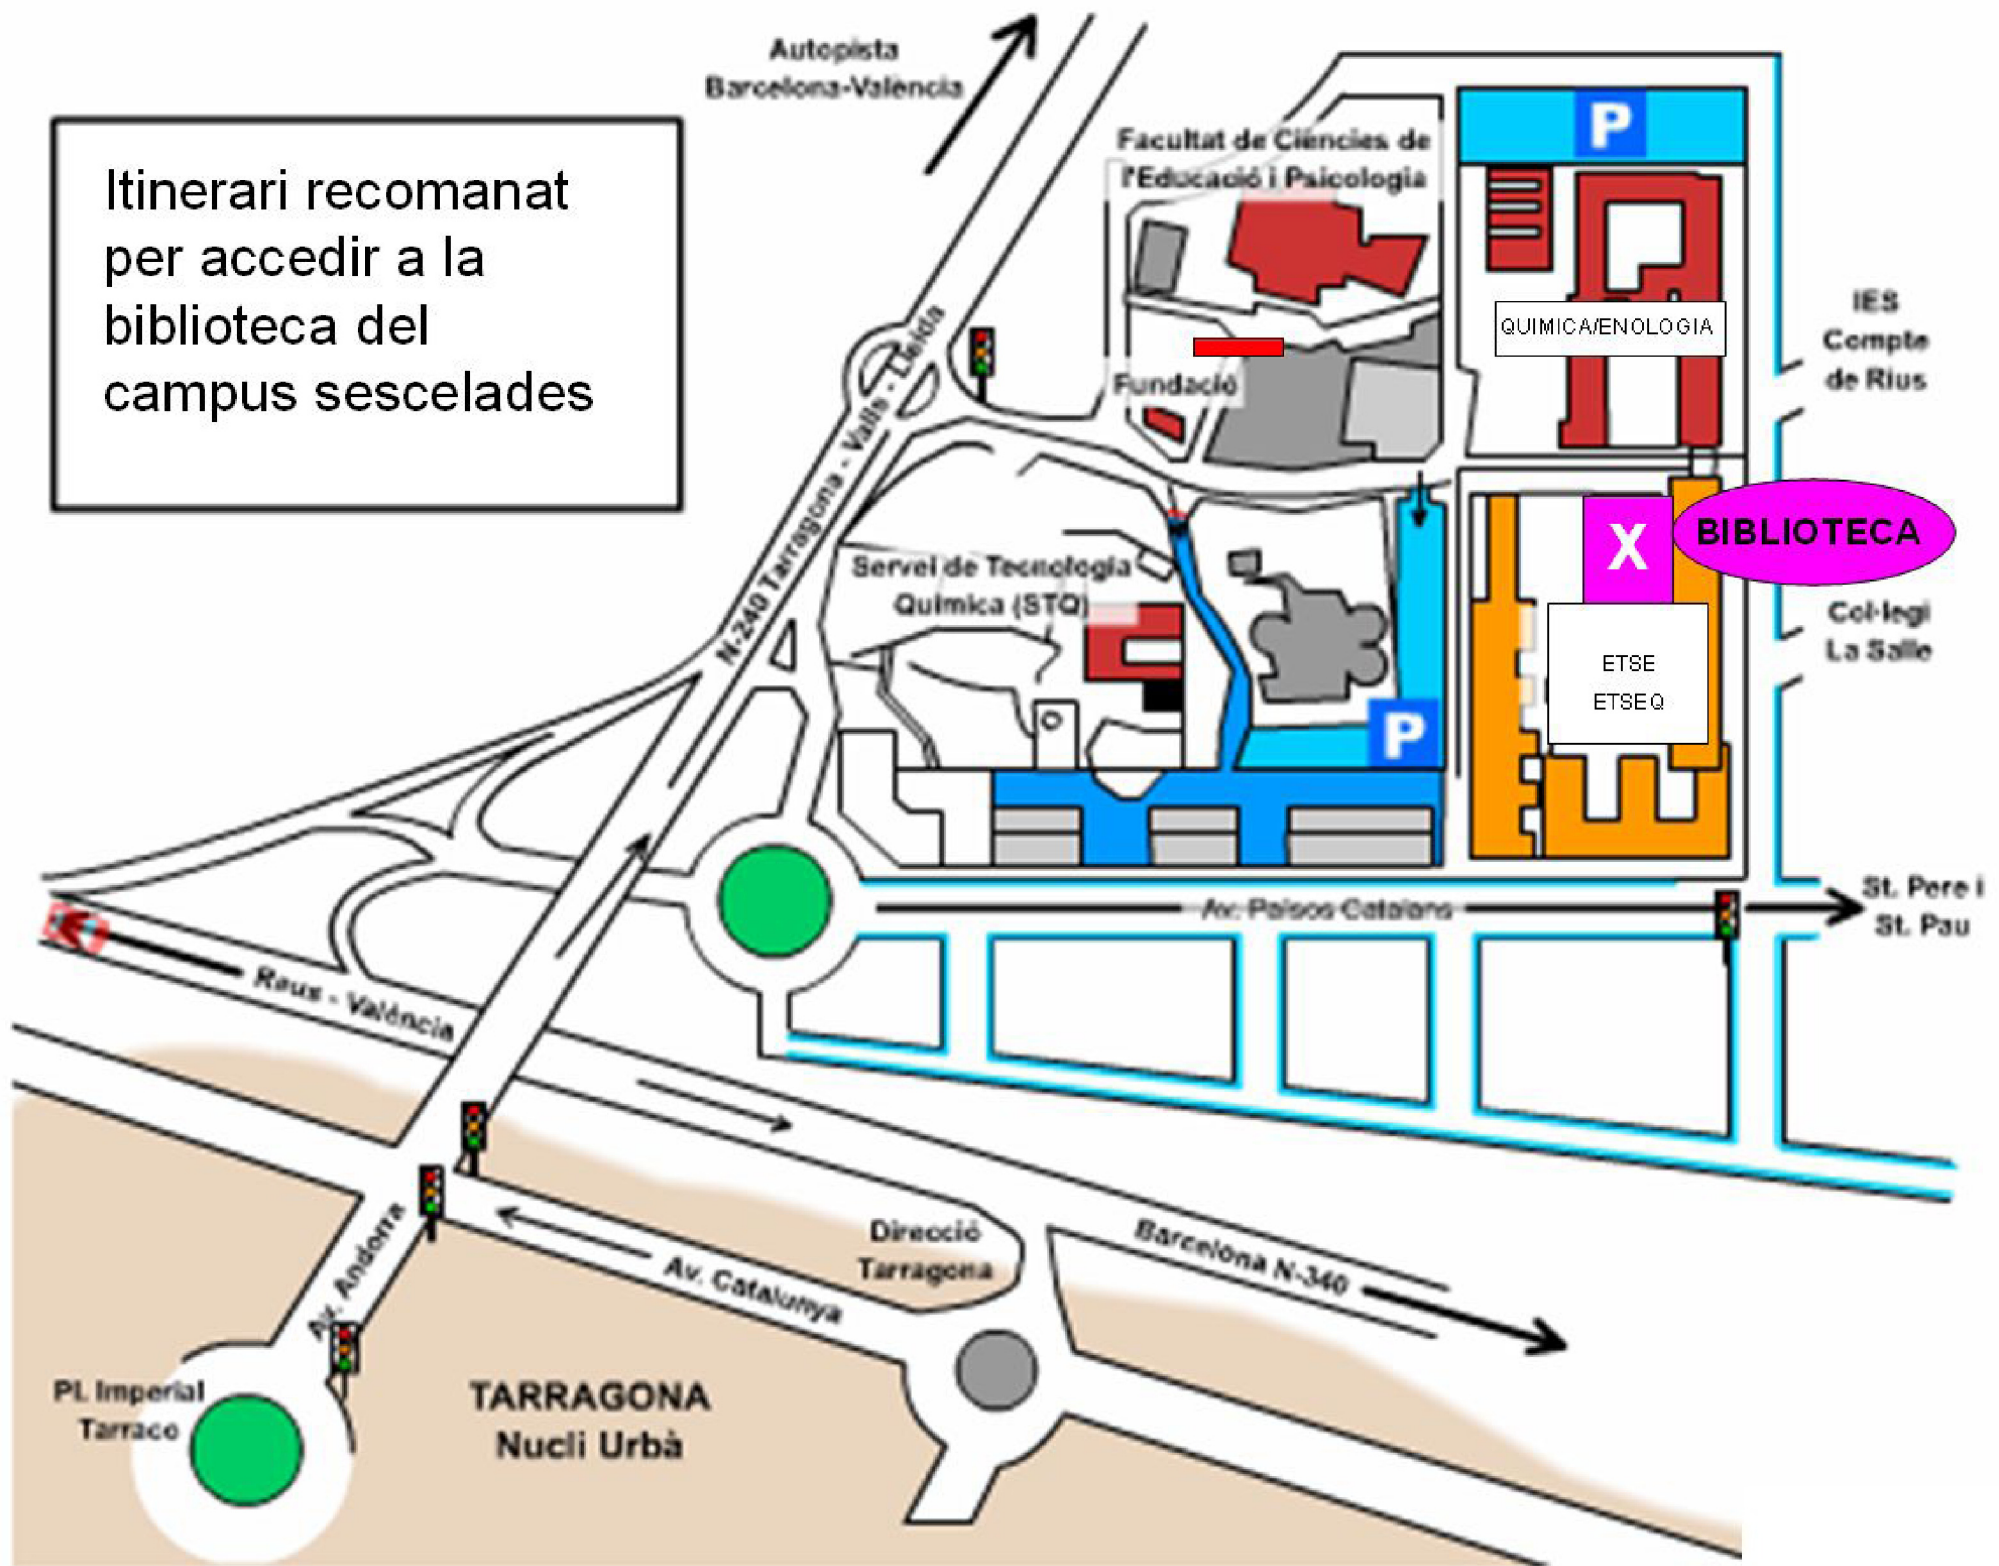 Autopista
Barcelona-València
Itinerari recomanat
per accedir a la
biblioteca del
campus sescelades
Facultat de Ciències de
l'Educació i Psicologia
P
QUIMICA/ENOLOGIA
IES
Compte
de Rius
Fundació
N-240 Tarragona - Valls - Lleida
X
BIBLIOTECA
Servei de Tecnologia
Química (STQ)
Col·legi
La Salle
ETSE
ETSEQ
P
Av. Països Catalans
St. Pere i
St. Pau
Reus - València
Direcció
Tarragona
Barcelona N-340
Av. Andorra
Av. Catalunya
Pl. Imperial
Tarraco
TARRAGONA
Nucli Urbà